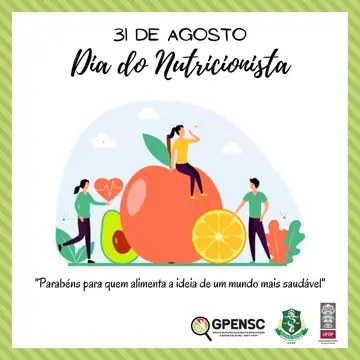 31 DE AGOSTO
Dia do Nutricionista
"Parabéns para quem alimenta a ideia de um mundo mais saudável"
GPENSC
UFOP